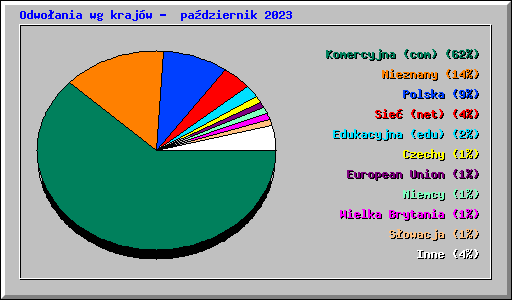 Odwołania wg krajów - październik 2023
Komercyjna (com) (62%)
Nieznany (14%)
Polska (9%)
Sieć (net) (4%)
Edukacyjna (edu) (2%)
Czechy (1%)
European Union (1%)
Niemcy (1%)
Wielka Brytania (1%)
Słowacja (1%)
Inne (4%)